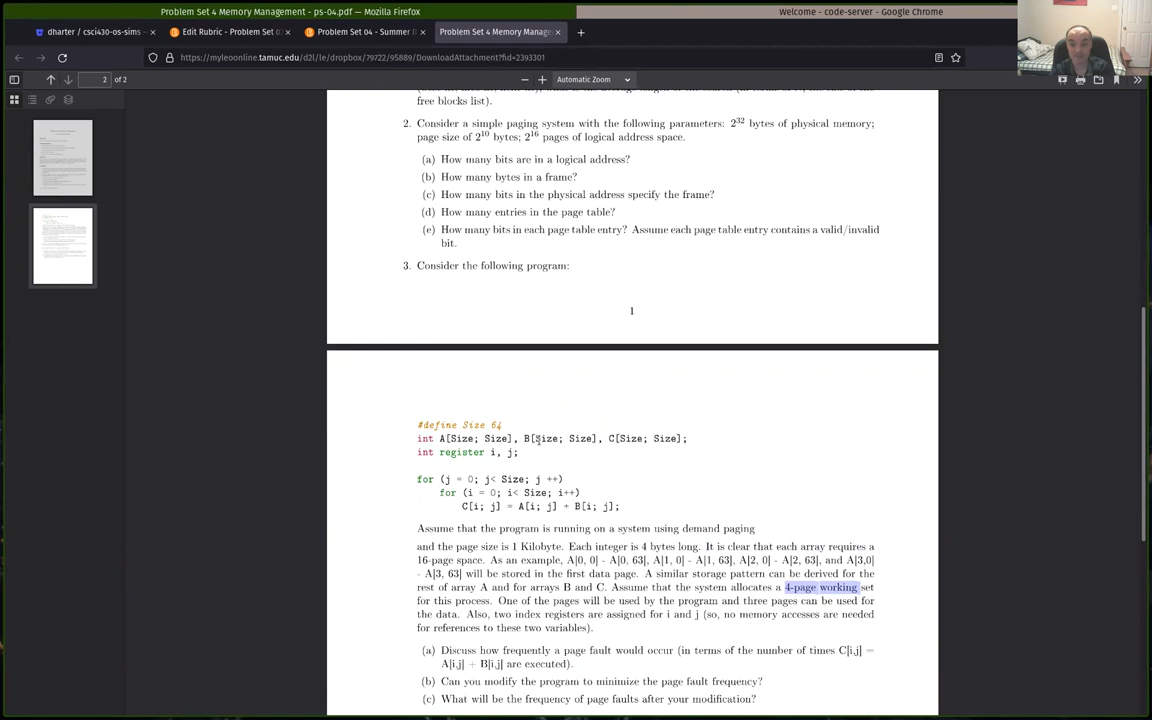 Problem Set 4 Memory Management - ps-04.pdf — Mozilla Firefox
Welcome - code-server - Google Chrome
dharter / csci430-os-sims
Edit Rubric - Problem Set 0
Problem Set 04 - Summer I
Problem Set 4 Memory Manage
https://myleoonline.tamuc.edu/d2l/le/dropbox/79722/95889/DownloadAttachment?fid=2393301
2 of 2
Automatic Zoom
free blocks list).
2. Consider a simple paging system with the following parameters: 2³² bytes of physical memory;
page size of 2¹⁰ bytes; 2¹⁶ pages of logical address space.
(a) How many bits are in a logical address?
(b) How many bytes in a frame?
(c) How many bits in the physical address specify the frame?
(d) How many entries in the page table?
(e) How many bits in each page table entry? Assume each page table entry contains a valid/invalid
bit.
3. Consider the following program:
1
#define Size 64
int A[Size; Size], B[Size; Size], C[Size; Size];
int register i, j;
for (j = 0; j< Size; j ++)
for (i = 0; i< Size; i++)
C[i; j] = A[i; j] + B[i; j];
Assume that the program is running on a system using demand paging
and the page size is 1 Kilobyte. Each integer is 4 bytes long. It is clear that each array requires a
16-page space. As an example, A[0, 0] - A[0, 63], A[1, 0] - A[1, 63], A[2, 0] - A[2, 63], and A[3,0]
- A[3, 63] will be stored in the first data page. A similar storage pattern can be derived for the
rest of array A and for arrays B and C. Assume that the system allocates a 4-page working set
for this process. One of the pages will be used by the program and three pages can be used for
the data. Also, two index registers are assigned for i and j (so, no memory accesses are needed
for references to these two variables).
(a) Discuss how frequently a page fault would occur (in terms of the number of times C[i,j] =
A[i,j] + B[i,j] are executed).
(b) Can you modify the program to minimize the page fault frequency?
(c) What will be the frequency of page faults after your modification?